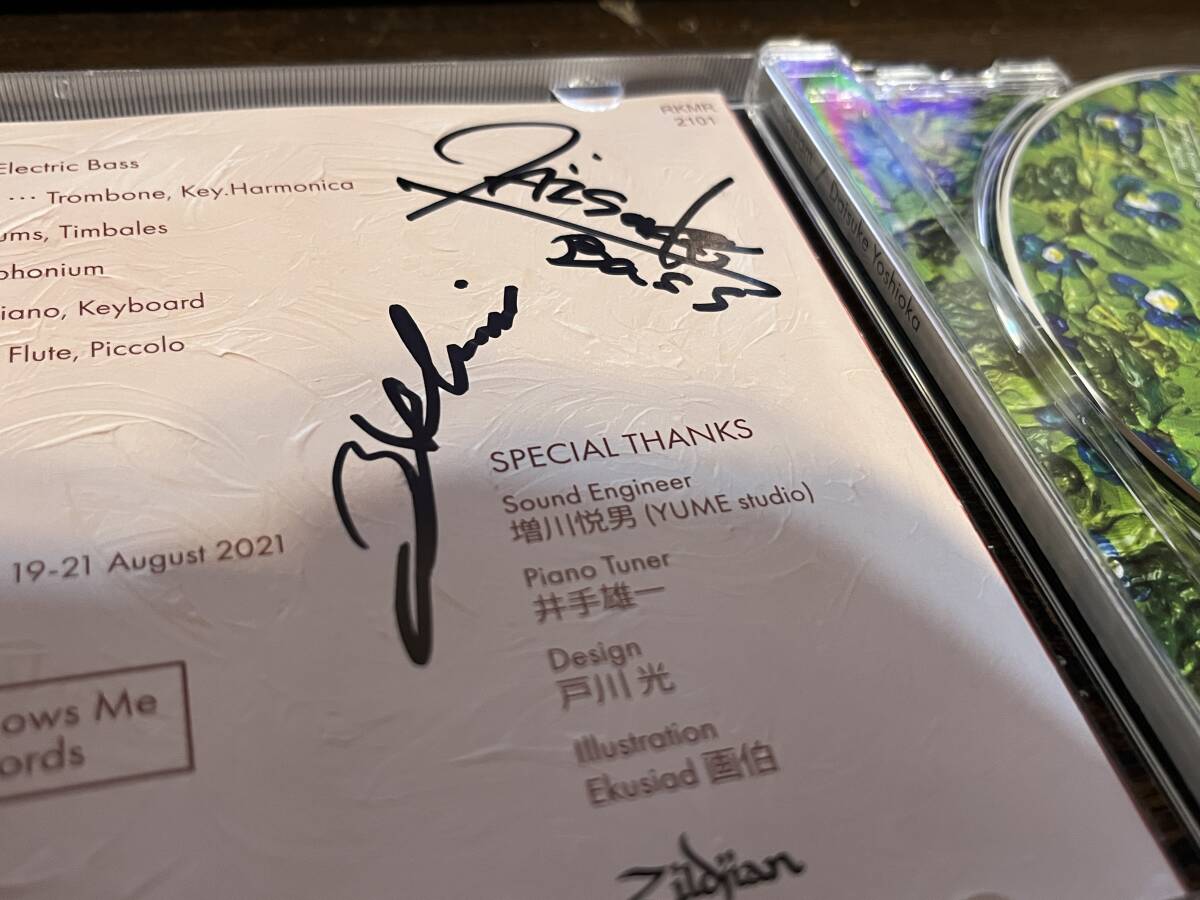 RKMR
2101
Electric Bass
… Trombone, Key.Harmonica
ums, Timbales
phonium
iano, Keyboard
Flute, Piccolo
Bass
19-21 August 2021
ows Me
ords
SPECIAL THANKS
Sound Engineer
増川悦男 (YUME studio)
Piano Tuner
井手雄一
Design
戸川光
Illustration
Ekusiad 画伯
Zildjian
/ Daisuke Yoshioka